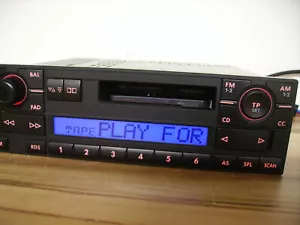 BAL
FAD
FM
1-2
AM
1-2
TP
SET
CD
CC
TAPE PLAY FOR
RDS
1 2 3 4 5 6
AS
SFL
SCAN